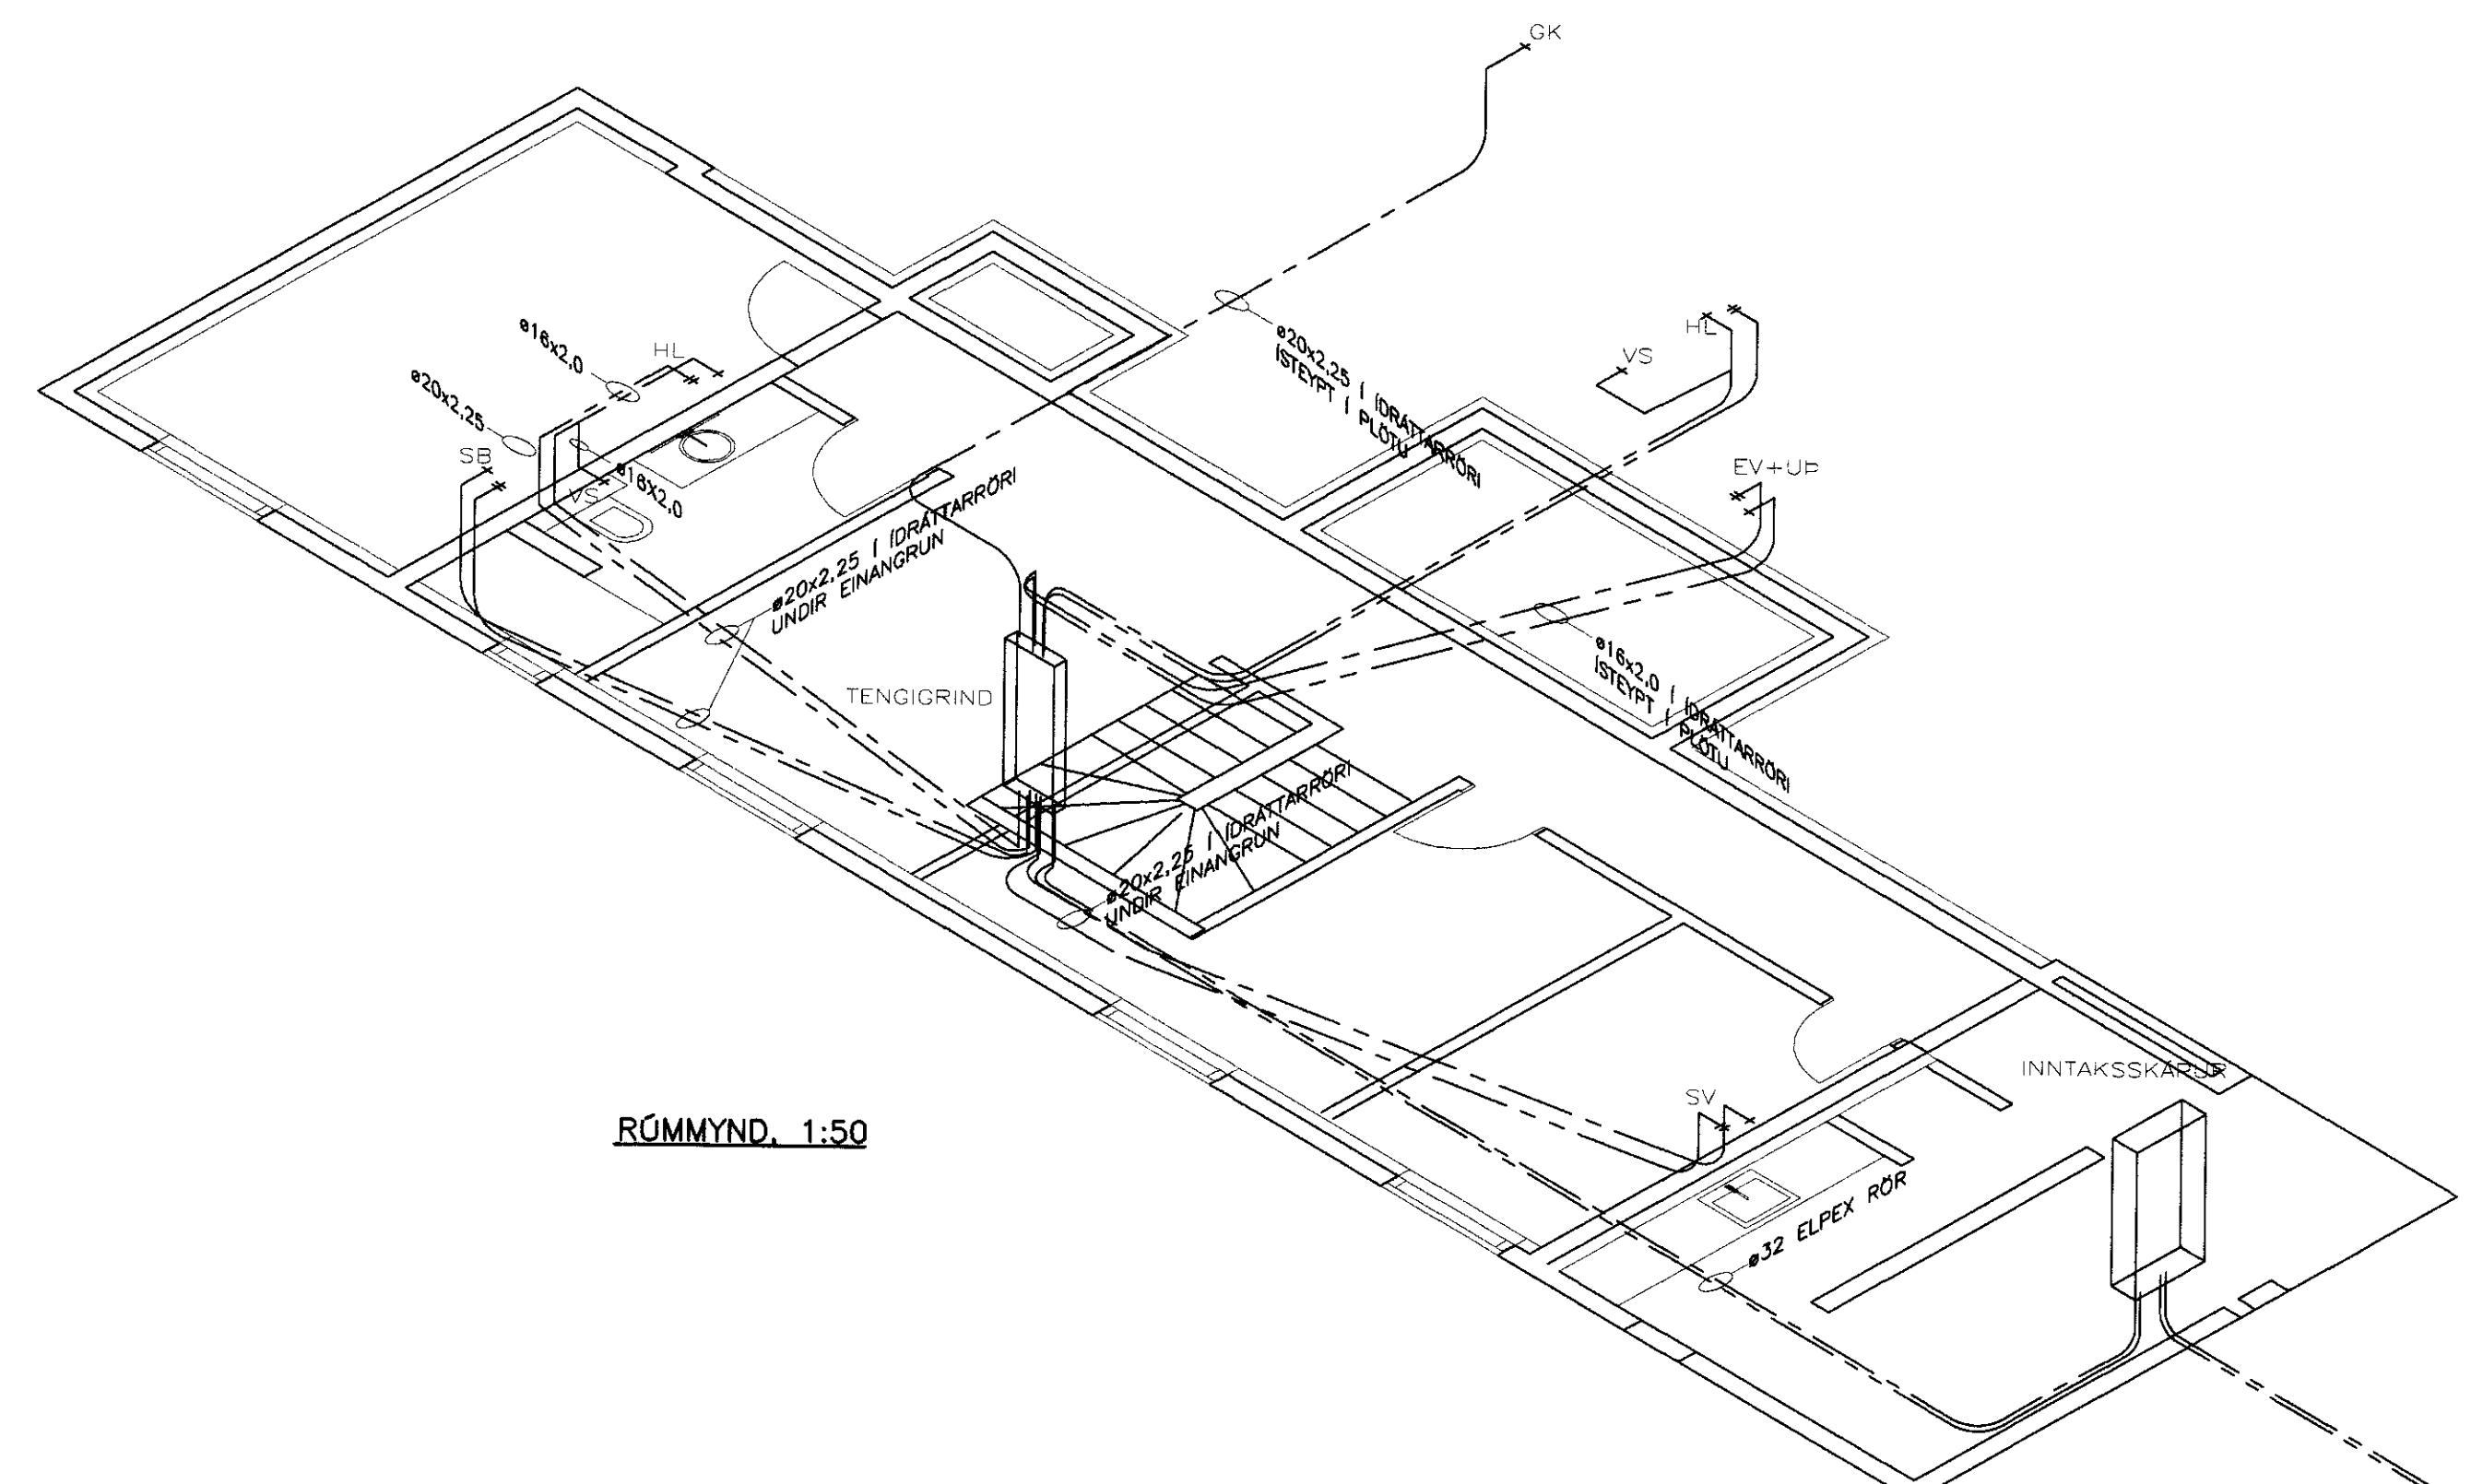 GK
HL
VS
ø20x2,25 Í ÍDRÁTTARRÖRI
ÍSTEYPT Í PLÖTU
ø16x2,0
HL
ø20x2,25
SB
VS
ø16X2,0
EV+UÞ
ø20x2,25 Í ÍDRÁTTARRÖRI
UNDIR EINANGRUN
ø16x2,0 Í ÍDRÁTTARRÖRI
ÍSTEYPT Í PLÖTU
TENGIGRIND
ø20x2,25 Í ÍDRÁTTARRÖRI
UNDIR EINANGRUN
INNTAKSSKÁPUR
SV
RÚMMYND, 1:50
ø32 ELPEX RÖR